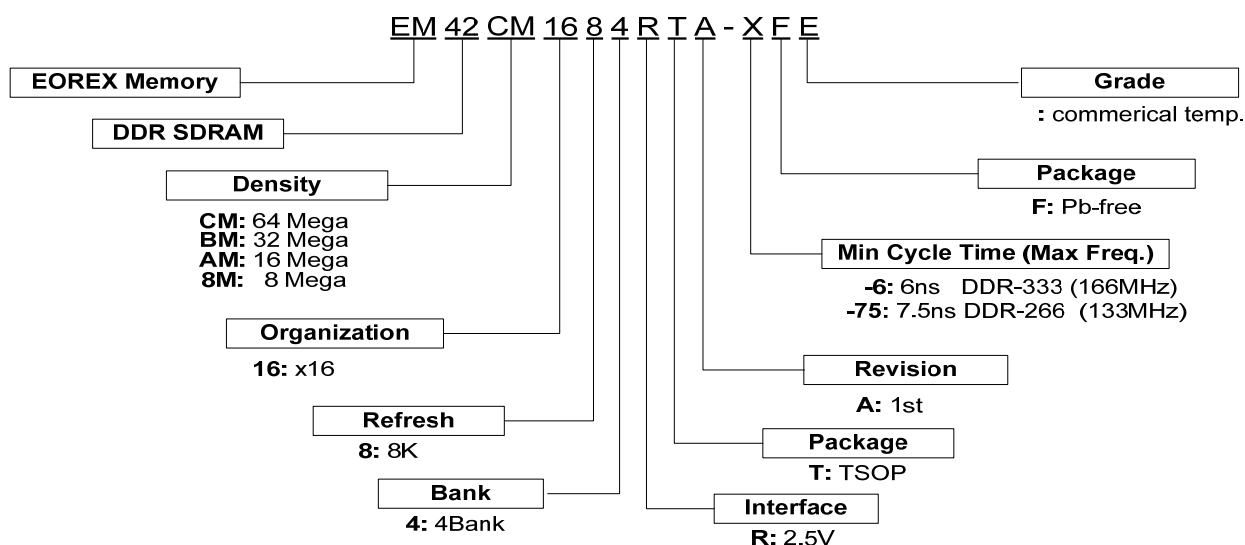 EM 42 CM 16 8 4 R T A - X F E
EOREX Memory
DDR SDRAM
Density
CM: 64 Mega
BM: 32 Mega
AM: 16 Mega
8M: 8 Mega
Organization
16: x16
Refresh
8: 8K
Bank
4: 4Bank
Grade
: commerical temp.
Package
F: Pb-free
Min Cycle Time (Max Freq.)
-6: 6ns DDR-333 (166MHz)
-75: 7.5ns DDR-266 (133MHz)
Revision
A: 1st
Package
T: TSOP
Interface
R: 2.5V